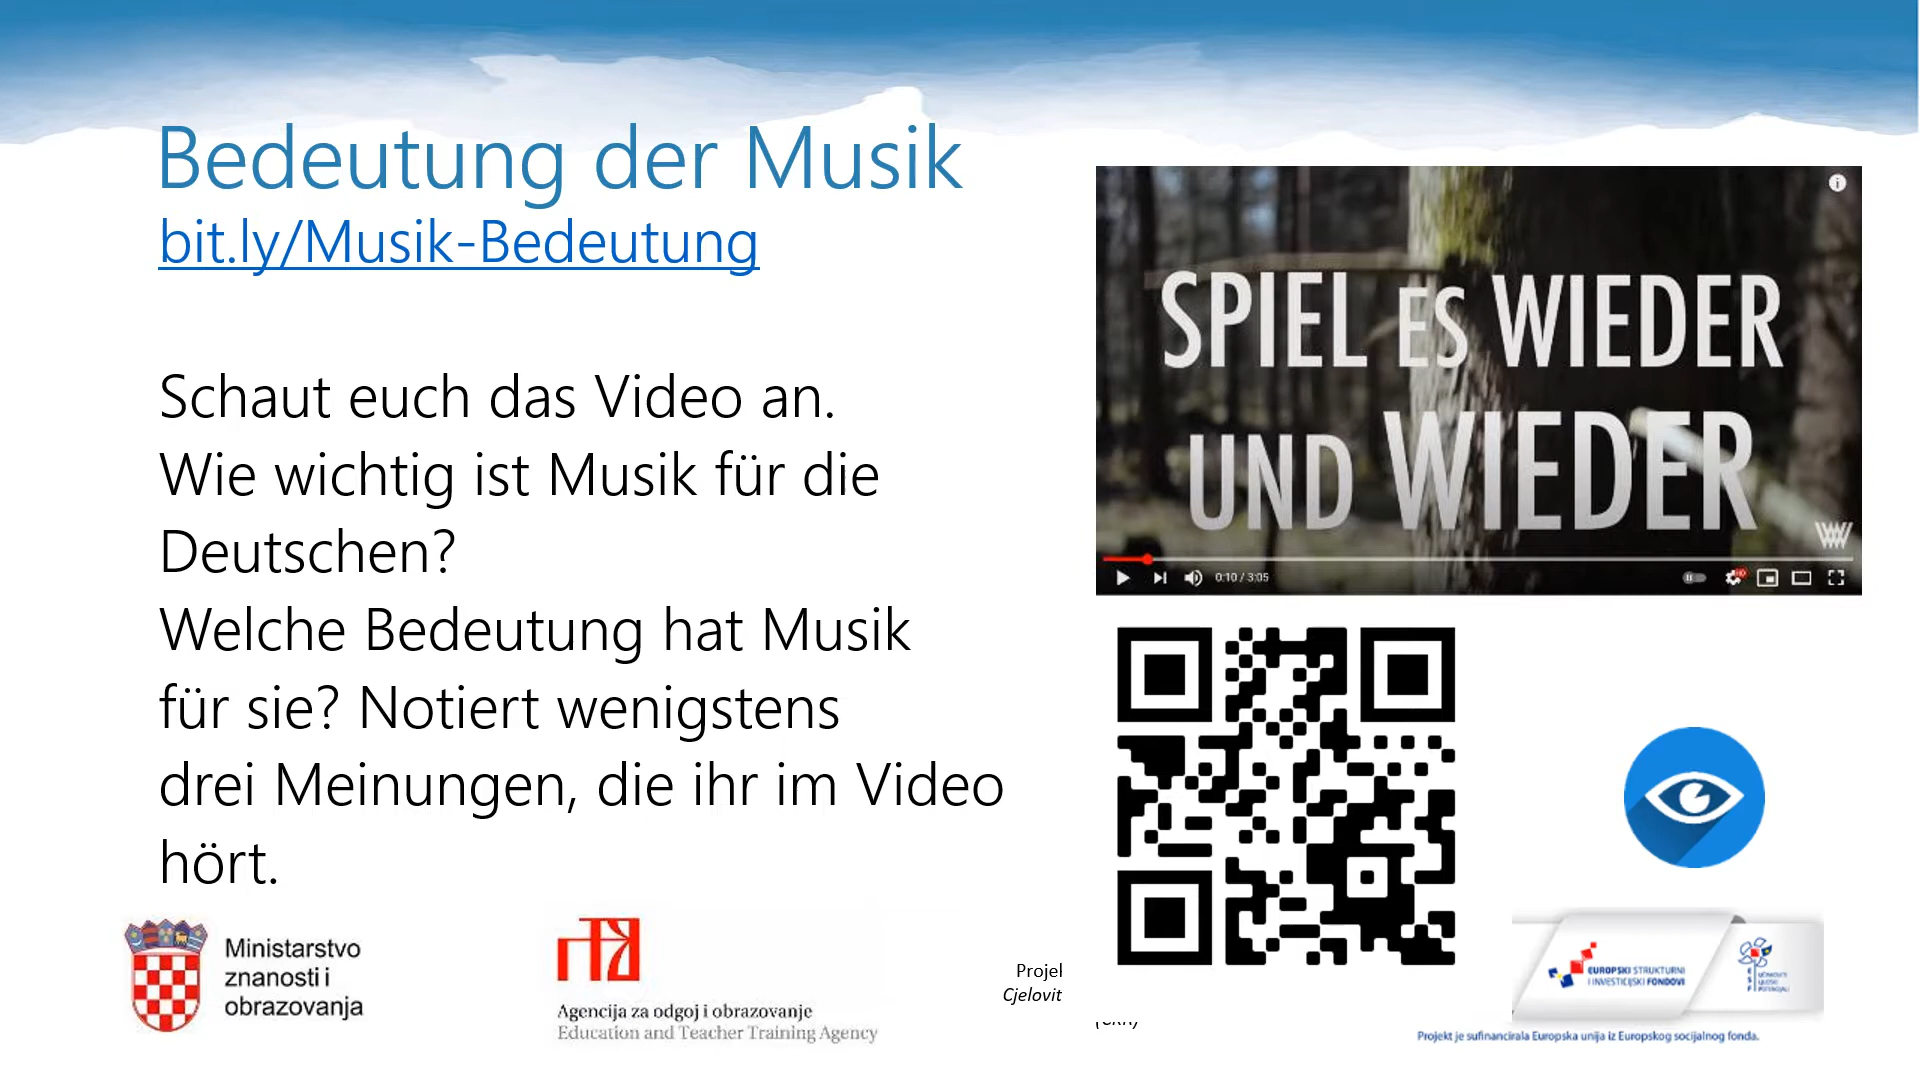 Bedeutung der Musik
bit.ly/Musik-Bedeutung
Schaut euch das Video an.
Wie wichtig ist Musik für die
Deutschen?
Welche Bedeutung hat Musik
für sie? Notiert wenigstens
drei Meinungen, die ihr im Video
hört.
SPIEL ES WIEDER
UND WIEDER
0:10 / 3:05
Ministarstvo
znanosti i
obrazovanja
Agencija za odgoj i obrazovanje
Education and Teacher Training Agency
Projel
Cjelovit
EUROPSKI STRUKTURNI
I INVESTICIJSKI FONDOVI
UČINKOVITI
LJUDSKI
POTENCIJALI
Projekt je sufinancirala Europska unija iz Europskog socijalnog fonda.